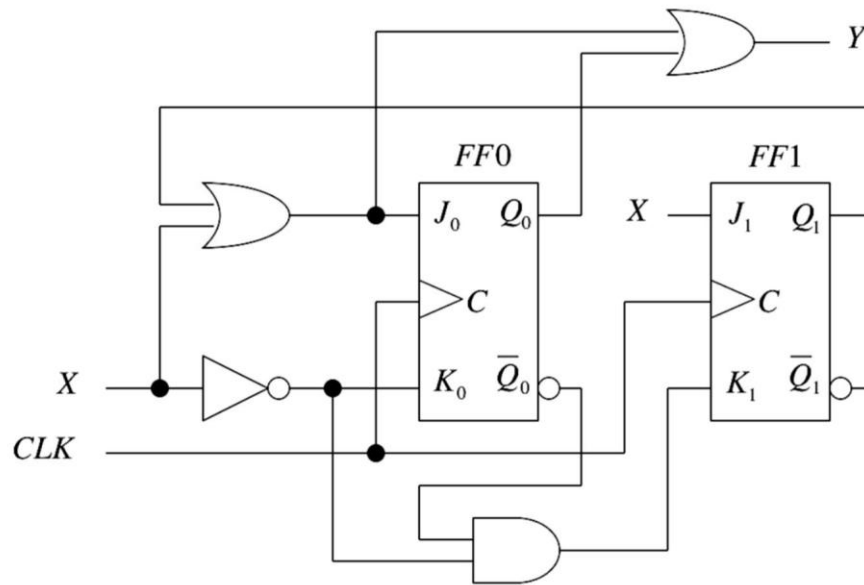 Y
FF0 FF1
J₀ Q₀ X J₁ Q₁
C C
X K₀ Q̅₀ K₁ Q̅₁
CLK